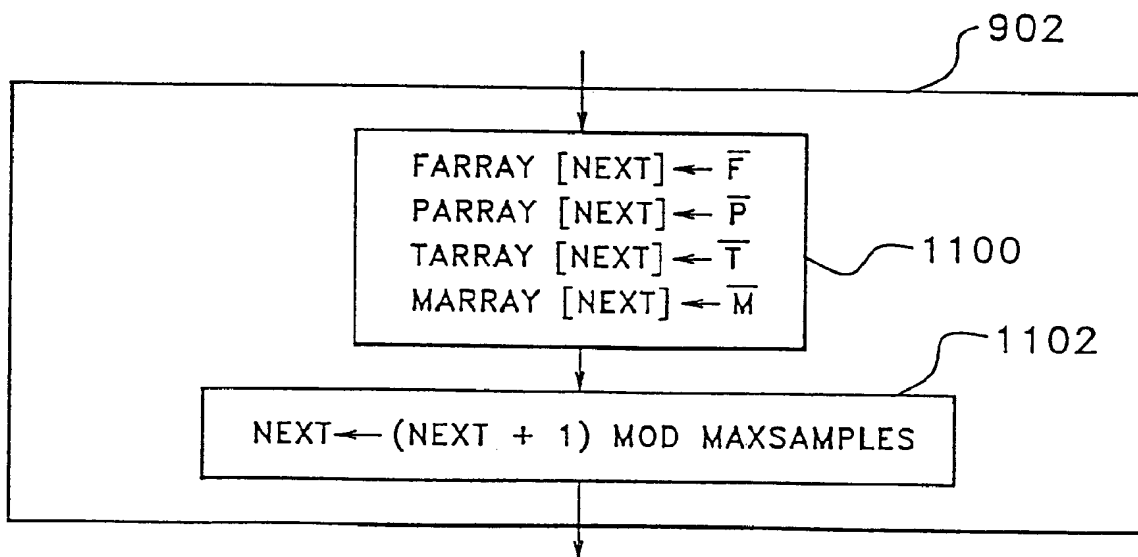 902
FARRAY [NEXT] ← F̅
PARRAY [NEXT] ← P̅
TARRAY [NEXT] ← T̅
MARRAY [NEXT] ← M̅
1100
1102
NEXT ← (NEXT + 1) MOD MAXSAMPLES